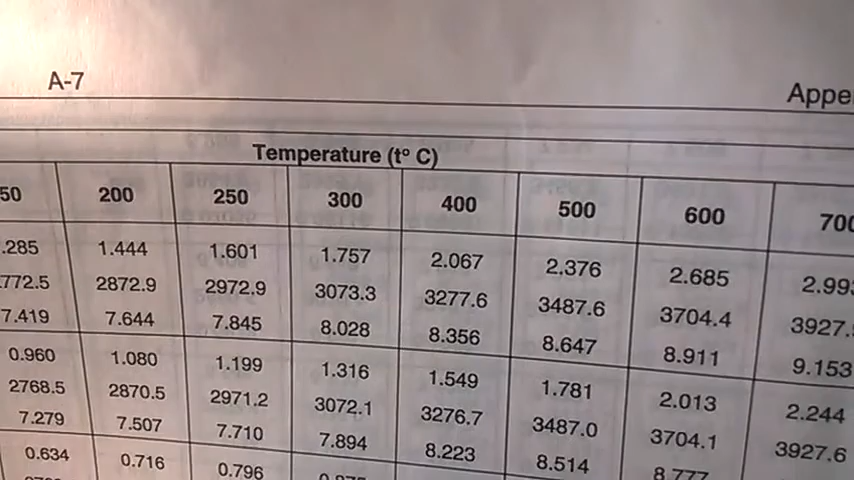 A-7
Temperature (t° C)
200 250 300 400 500 600
.285 1.444 1.601 1.757 2.067 2.376 2.685
772.5 2872.9 2972.9 3073.3 3277.6 3487.6 3704.4
7.419 7.644 7.845 8.028 8.356 8.647 8.911 9.153
0.960 1.080 1.199 1.316 1.549 1.781 2.013 2.244
2768.5 2870.5 2971.2 3072.1 3276.7 3487.0 3704.1 3927.6
7.279 7.507 7.710 7.894 8.223 8.514 8.777
0.634 0.716 0.796